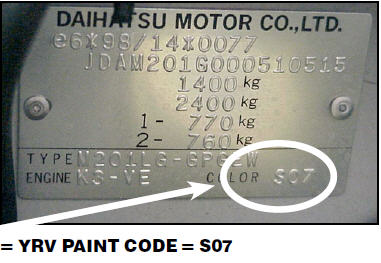 DAIHATSU MOTOR CO.,LTD.
e6*98/14*0077
JDAM201G000510515
1400 kg
2400 kg
1- 770 kg
2- 760 kg
TYPE M201LG-GPGEW
ENGINE K3-VE COLOR S07
= YRV PAINT CODE = S07